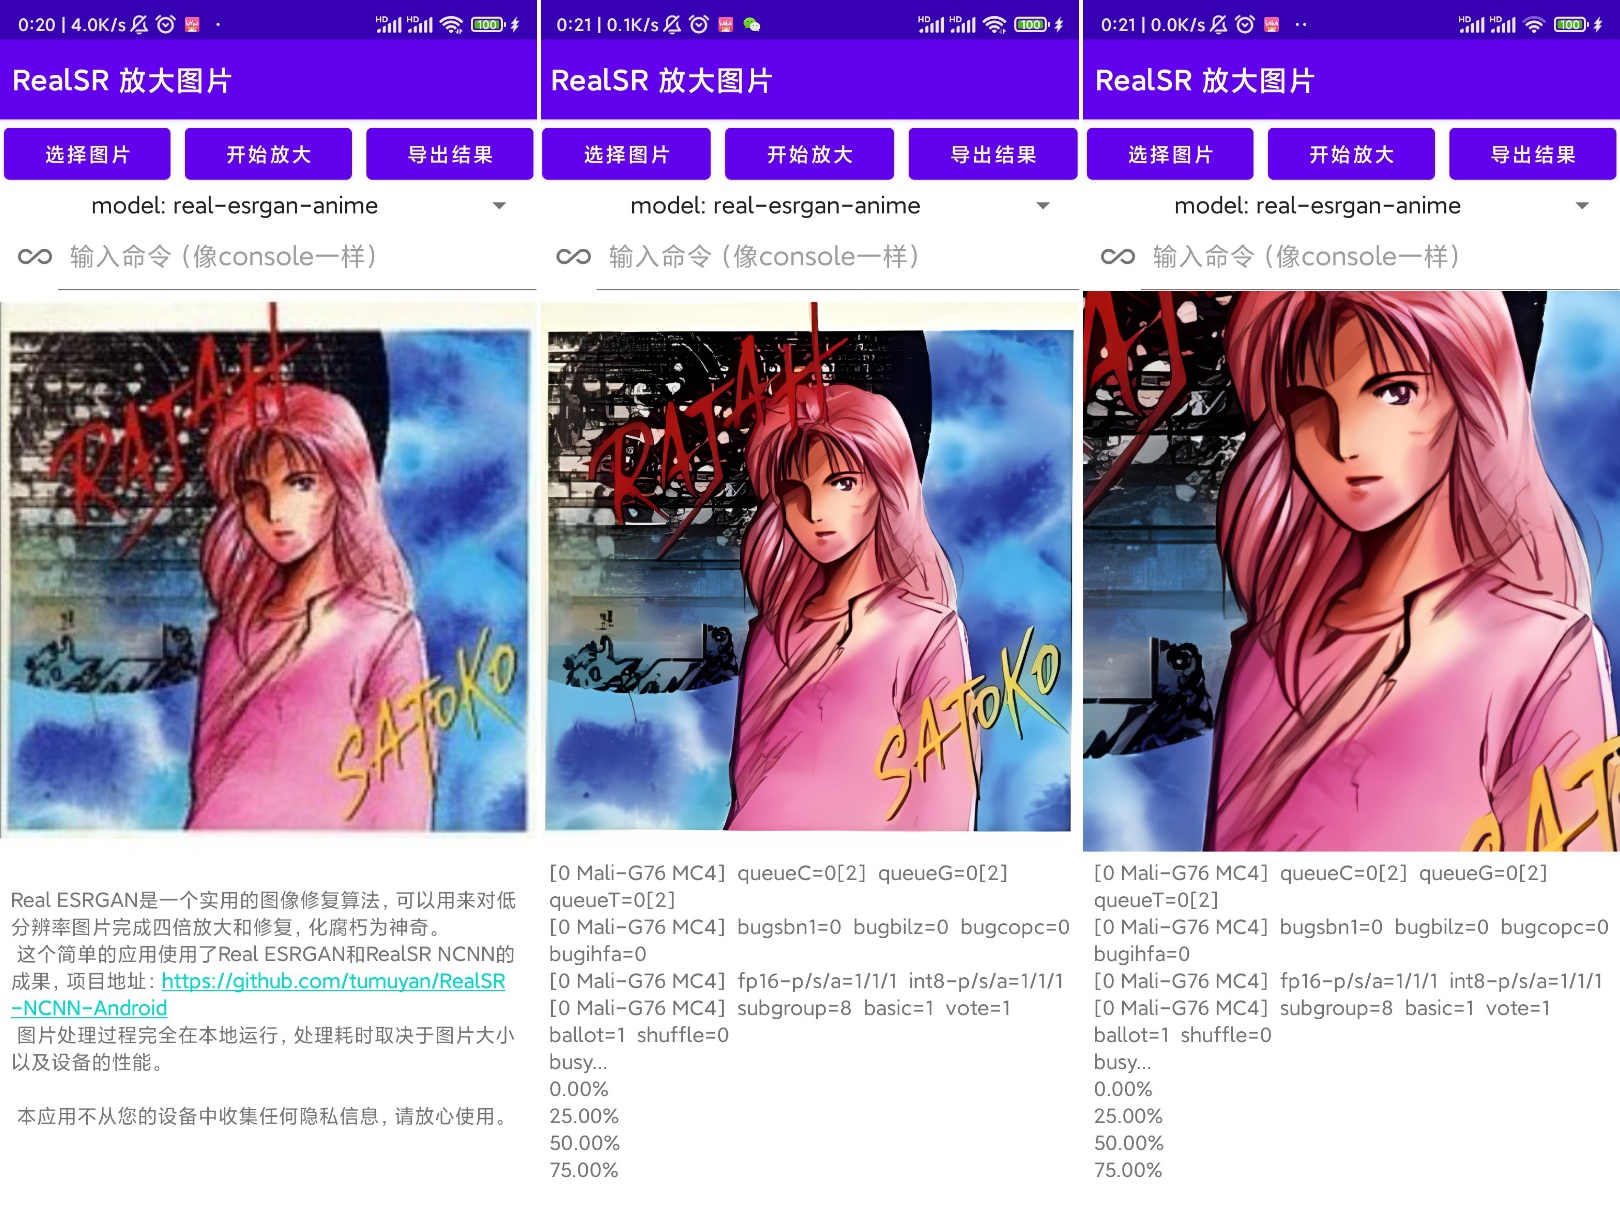 0:20 | 4.0K/s
HD HD 100
RealSR 放大图片
选择图片 开始放大 导出结果
model: real-esrgan-anime
输入命令 (像console一样)
RAJAH
SATOKO
Real ESRGAN是一个实用的图像修复算法, 可以用来对低
分辨率图片完成四倍放大和修复, 化腐朽为神奇。
这个简单的应用使用了Real ESRGAN和RealSR NCNN的
成果, 项目地址: https://github.com/tumuyan/RealSR
-NCNN-Android
图片处理过程完全在本地运行, 处理耗时取决于图片大小
以及设备的性能。
本应用不从您的设备中收集任何隐私信息, 请放心使用。
0:21 | 0.1K/s
HD HD 100
RealSR 放大图片
选择图片 开始放大 导出结果
model: real-esrgan-anime
输入命令 (像console一样)
RAJAH
SATOKO
[0 Mali-G76 MC4] queueC=0[2] queueG=0[2]
queueT=0[2]
[0 Mali-G76 MC4] bugsbn1=0 bugbilz=0 bugcopc=0
bugihfa=0
[0 Mali-G76 MC4] fp16-p/s/a=1/1/1 int8-p/s/a=1/1/1
[0 Mali-G76 MC4] subgroup=8 basic=1 vote=1
ballot=1 shuffle=0
busy...
0.00%
25.00%
50.00%
75.00%
0:21 | 0.0K/s
HD HD 100
RealSR 放大图片
选择图片 开始放大 导出结果
model: real-esrgan-anime
输入命令 (像console一样)
AJ
SAT
[0 Mali-G76 MC4] queueC=0[2] queueG=0[2]
queueT=0[2]
[0 Mali-G76 MC4] bugsbn1=0 bugbilz=0 bugcopc=0
bugihfa=0
[0 Mali-G76 MC4] fp16-p/s/a=1/1/1 int8-p/s/a=1/1/1
[0 Mali-G76 MC4] subgroup=8 basic=1 vote=1
ballot=1 shuffle=0
busy...
0.00%
25.00%
50.00%
75.00%